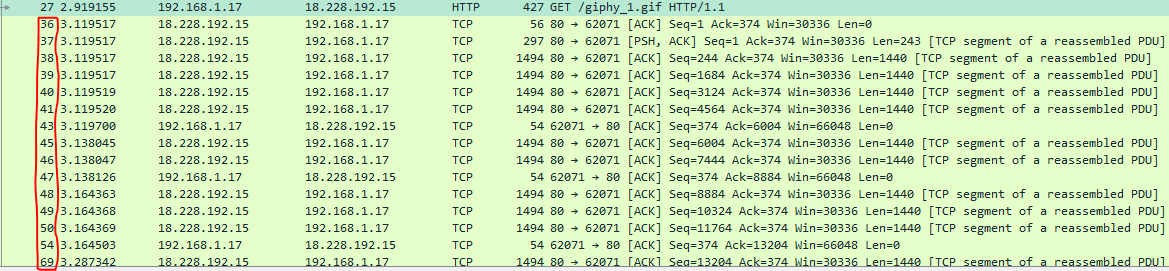 27 2.919155 192.168.1.17 18.228.192.15 HTTP 427 GET /giphy_1.gif HTTP/1.1
36 3.119517 18.228.192.15 192.168.1.17 TCP 56 80 → 62071 [ACK] Seq=1 Ack=374 Win=30336 Len=0
37 3.119517 18.228.192.15 192.168.1.17 TCP 297 80 → 62071 [PSH, ACK] Seq=1 Ack=374 Win=30336 Len=243 [TCP segment of a reassembled PDU]
38 3.119517 18.228.192.15 192.168.1.17 TCP 1494 80 → 62071 [ACK] Seq=244 Ack=374 Win=30336 Len=1440 [TCP segment of a reassembled PDU]
39 3.119517 18.228.192.15 192.168.1.17 TCP 1494 80 → 62071 [ACK] Seq=1684 Ack=374 Win=30336 Len=1440 [TCP segment of a reassembled PDU]
40 3.119519 18.228.192.15 192.168.1.17 TCP 1494 80 → 62071 [ACK] Seq=3124 Ack=374 Win=30336 Len=1440 [TCP segment of a reassembled PDU]
41 3.119520 18.228.192.15 192.168.1.17 TCP 1494 80 → 62071 [ACK] Seq=4564 Ack=374 Win=30336 Len=1440 [TCP segment of a reassembled PDU]
43 3.119700 192.168.1.17 18.228.192.15 TCP 54 62071 → 80 [ACK] Seq=374 Ack=6004 Win=66048 Len=0
45 3.138045 18.228.192.15 192.168.1.17 TCP 1494 80 → 62071 [ACK] Seq=6004 Ack=374 Win=30336 Len=1440 [TCP segment of a reassembled PDU]
46 3.138047 18.228.192.15 192.168.1.17 TCP 1494 80 → 62071 [ACK] Seq=7444 Ack=374 Win=30336 Len=1440 [TCP segment of a reassembled PDU]
47 3.138126 192.168.1.17 18.228.192.15 TCP 54 62071 → 80 [ACK] Seq=374 Ack=8884 Win=66048 Len=0
48 3.164363 18.228.192.15 192.168.1.17 TCP 1494 80 → 62071 [ACK] Seq=8884 Ack=374 Win=30336 Len=1440 [TCP segment of a reassembled PDU]
49 3.164368 18.228.192.15 192.168.1.17 TCP 1494 80 → 62071 [ACK] Seq=10324 Ack=374 Win=30336 Len=1440 [TCP segment of a reassembled PDU]
50 3.164369 18.228.192.15 192.168.1.17 TCP 1494 80 → 62071 [ACK] Seq=11764 Ack=374 Win=30336 Len=1440 [TCP segment of a reassembled PDU]
54 3.164503 192.168.1.17 18.228.192.15 TCP 54 62071 → 80 [ACK] Seq=374 Ack=13204 Win=66048 Len=0
69 3.287342 18.228.192.15 192.168.1.17 TCP 1494 80 → 62071 [ACK] Seq=13204 Ack=374 Win=30336 Len=1440 [TCP segment of a reassembled PDU]